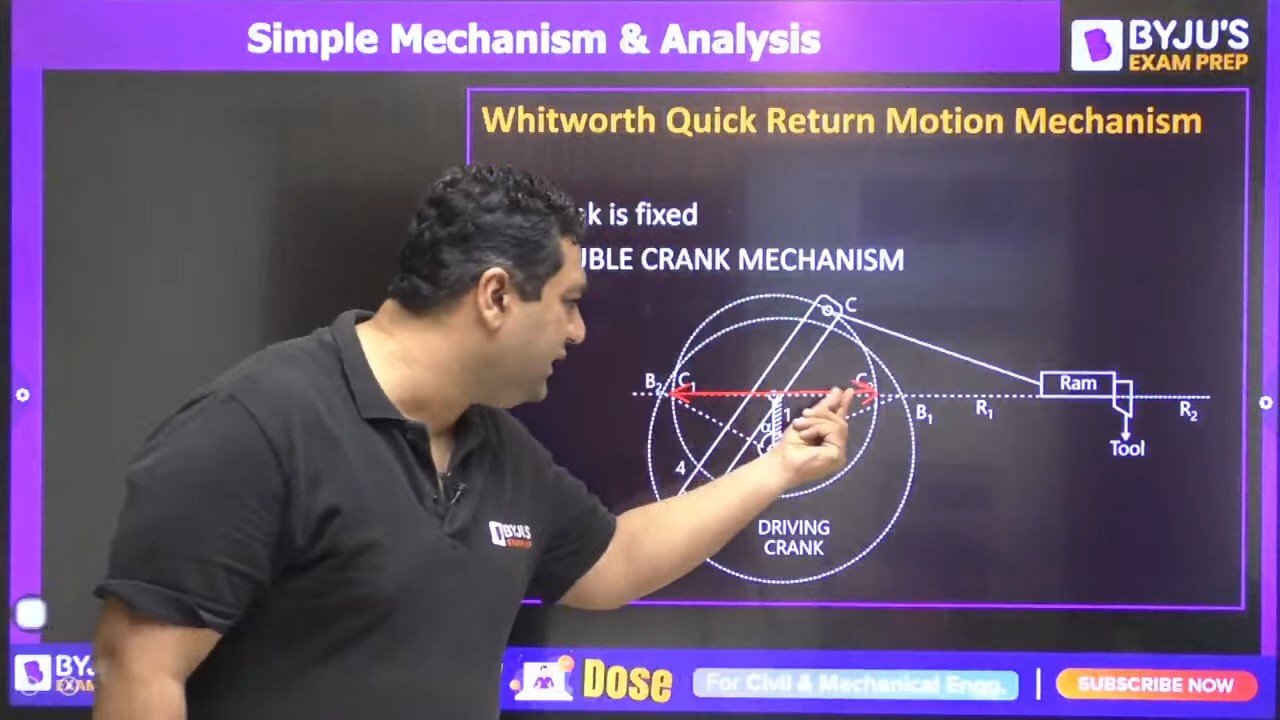 Simple Mechanism & Analysis
BYJU'S
EXAM PREP
Whitworth Quick Return Motion Mechanism
k is fixed
UBLE CRANK MECHANISM
C
B₂
C₁
Ram
1
B₁
R₁
R₂
α
Tool
4
DRIVING
CRANK
BYJU'S
Dose
For Civil & Mechanical Engg.
SUBSCRIBE NOW